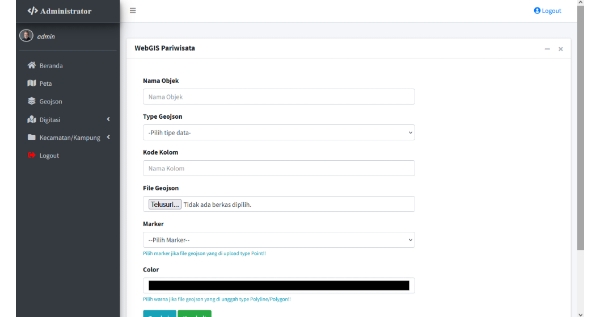 </> Administrator
Logout
admin
WebGIS Pariwisata
Beranda
Peta
Geojson
Digitasi
Kecamatan/Kampung
Logout
Nama Objek
Nama Objek
Type Geojson
-Pilih tipe data-
Kode Kolom
Nama Kolom
File Geojson
Telusuri... Tidak ada berkas dipilih.
Marker
--Pilih Marker--
Pilih marker jika file geojson yang di upload type Point!!
Color
Pilih warna jika file geojson yang di unggah type Polyline/Polygon!!